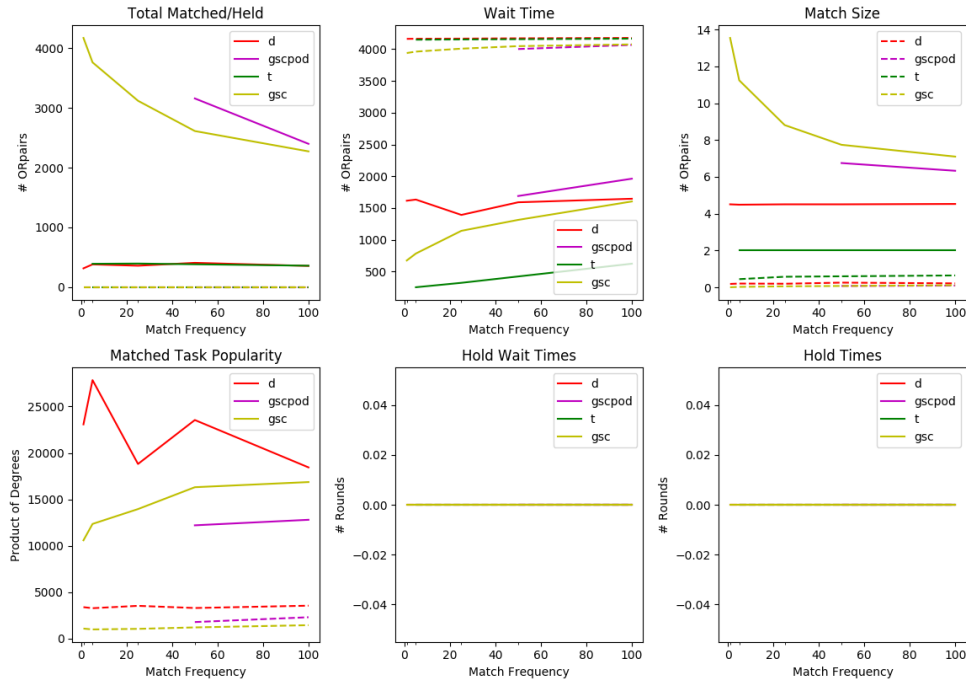 Total Matched/Held
# ORpairs
4000
3000
2000
1000
0
d
gscpod
t
gsc
0
20
40
60
80
100
Match Frequency
Wait Time
# ORpairs
4000
3500
3000
2500
2000
1500
1000
500
d
gscpod
t
gsc
0
20
40
60
80
100
Match Frequency
Match Size
# ORpairs
14
12
10
8
6
4
2
0
d
gscpod
t
gsc
0
20
40
60
80
100
Match Frequency
Matched Task Popularity
Product of Degrees
25000
20000
15000
10000
5000
0
d
gscpod
gsc
0
20
40
60
80
100
Match Frequency
Hold Wait Times
# Rounds
0.04
0.02
0.00
−0.02
−0.04
d
gscpod
t
gsc
0
20
40
60
80
100
Match Frequency
Hold Times
# Rounds
0.04
0.02
0.00
−0.02
−0.04
d
gscpod
t
gsc
0
20
40
60
80
100
Match Frequency